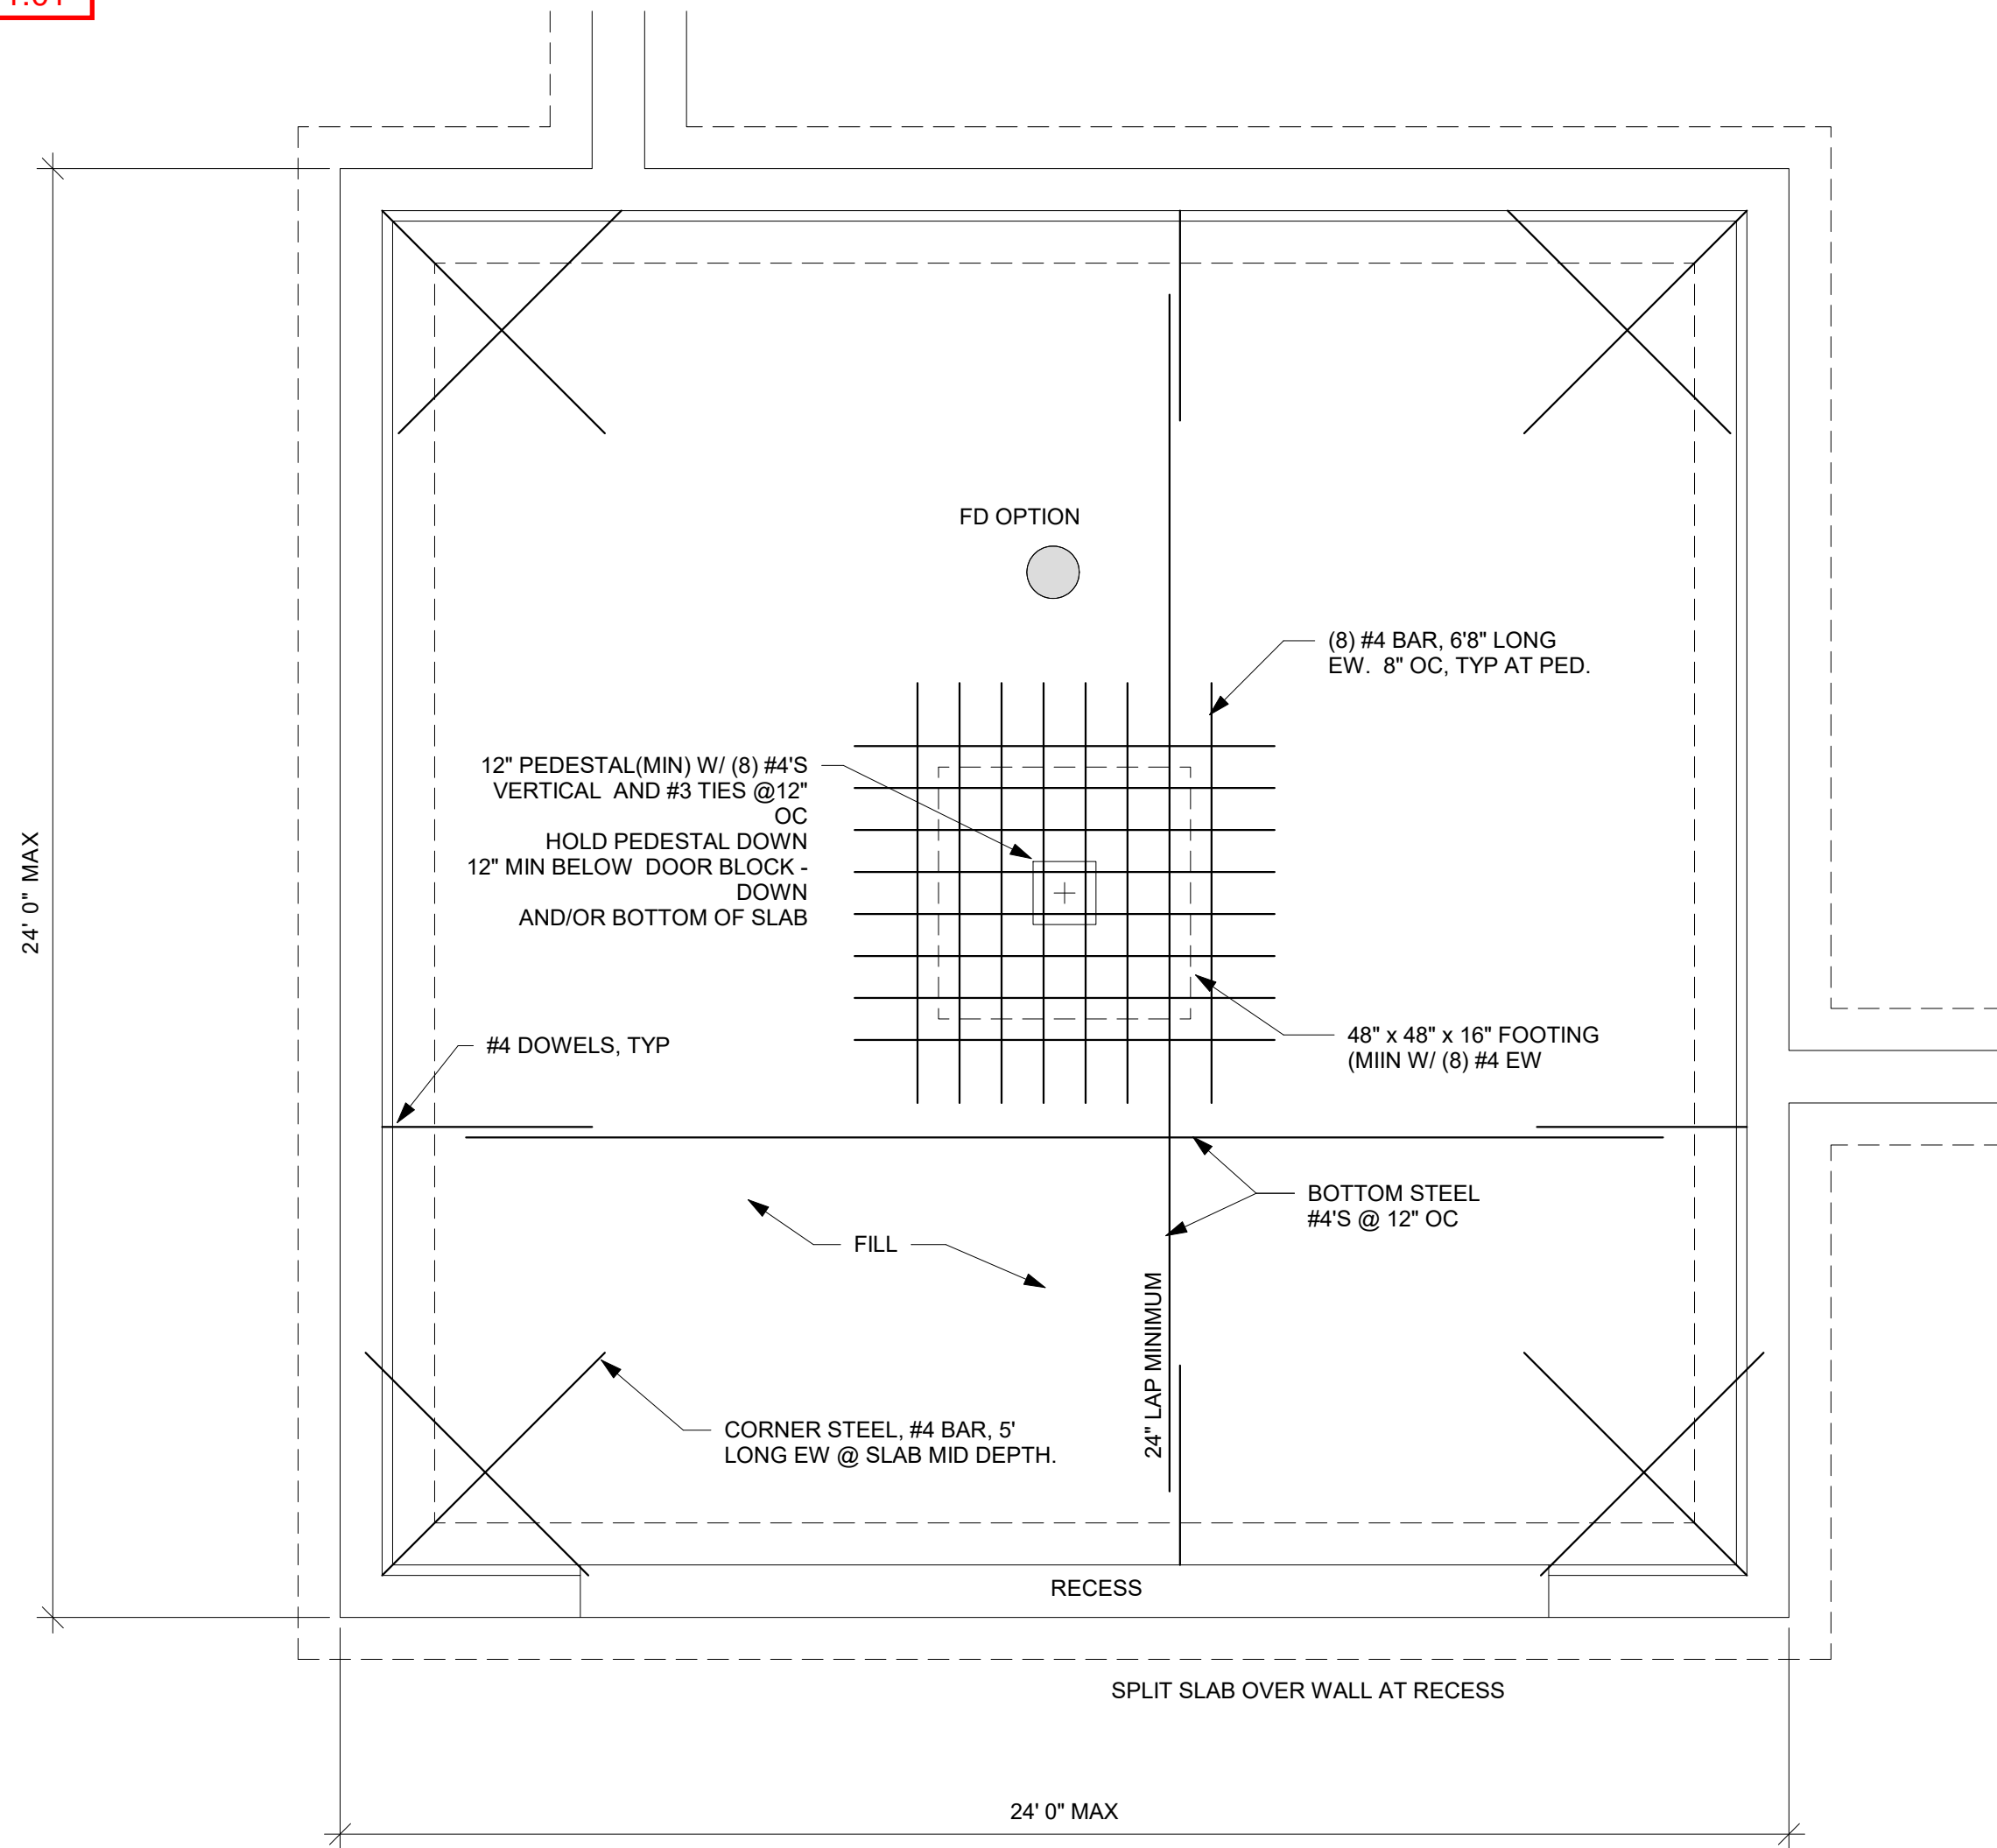 FD OPTION
(8) #4 BAR, 6'8" LONG
EW.  8" OC, TYP AT PED.
12" PEDESTAL(MIN) W/ (8) #4'S
VERTICAL  AND #3 TIES @12"
OC
HOLD PEDESTAL DOWN
12" MIN BELOW  DOOR BLOCK -
DOWN
AND/OR BOTTOM OF SLAB
24' 0" MAX
#4 DOWELS, TYP
48" x 48" x 16" FOOTING
(MIIN W/ (8) #4 EW
BOTTOM STEEL
#4'S @ 12" OC
FILL
24" LAP MINIMUM
CORNER STEEL, #4 BAR, 5'
LONG EW @ SLAB MID DEPTH.
RECESS
SPLIT SLAB OVER WALL AT RECESS
24' 0" MAX